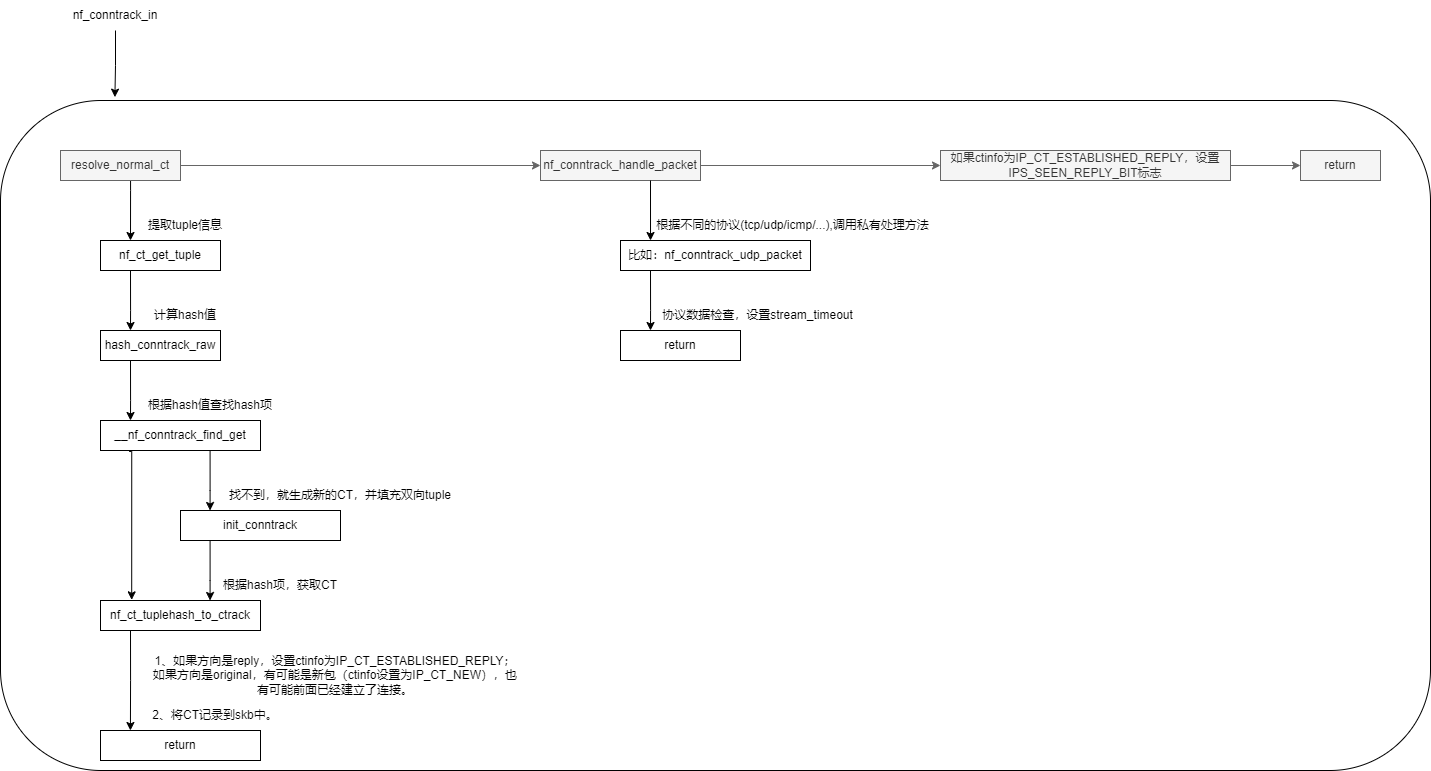 nf_conntrack_in
resolve_normal_ct
nf_conntrack_handle_packet
如果ctinfo为IP_CT_ESTABLISHED_REPLY，设置
IPS_SEEN_REPLY_BIT标志
return
提取tuple信息
nf_ct_get_tuple
计算hash值
hash_conntrack_raw
根据hash值查找hash项
__nf_conntrack_find_get
找不到，就生成新的CT，并填充双向tuple
init_conntrack
根据hash项，获取CT
nf_ct_tuplehash_to_ctrack
1、如果方向是reply，设置ctinfo为IP_CT_ESTABLISHED_REPLY；
如果方向是original，有可能是新包（ctinfo设置为IP_CT_NEW），也
有可能前面已经建立了连接。
2、将CT记录到skb中。
return
根据不同的协议(tcp/udp/icmp/...),调用私有处理方法
比如：nf_conntrack_udp_packet
协议数据检查，设置stream_timeout
return